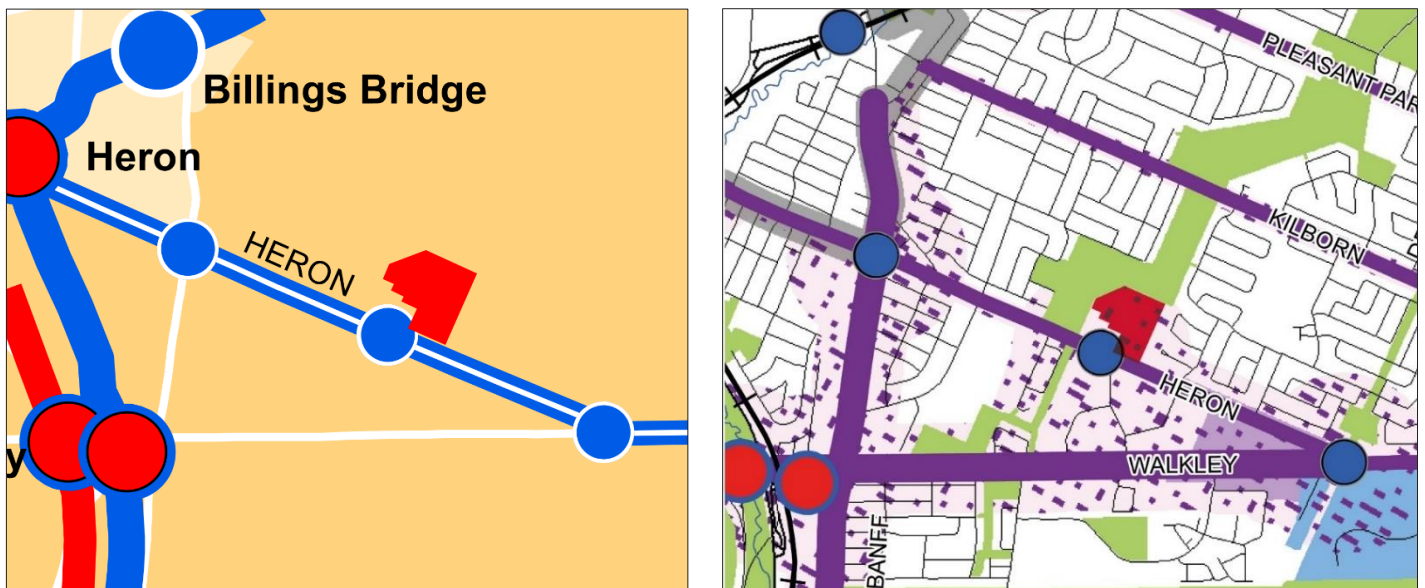 Billings Bridge
Heron
HERON
y
PLEASANT PAR
KILBORN
HERON
WALKLEY
BANFF